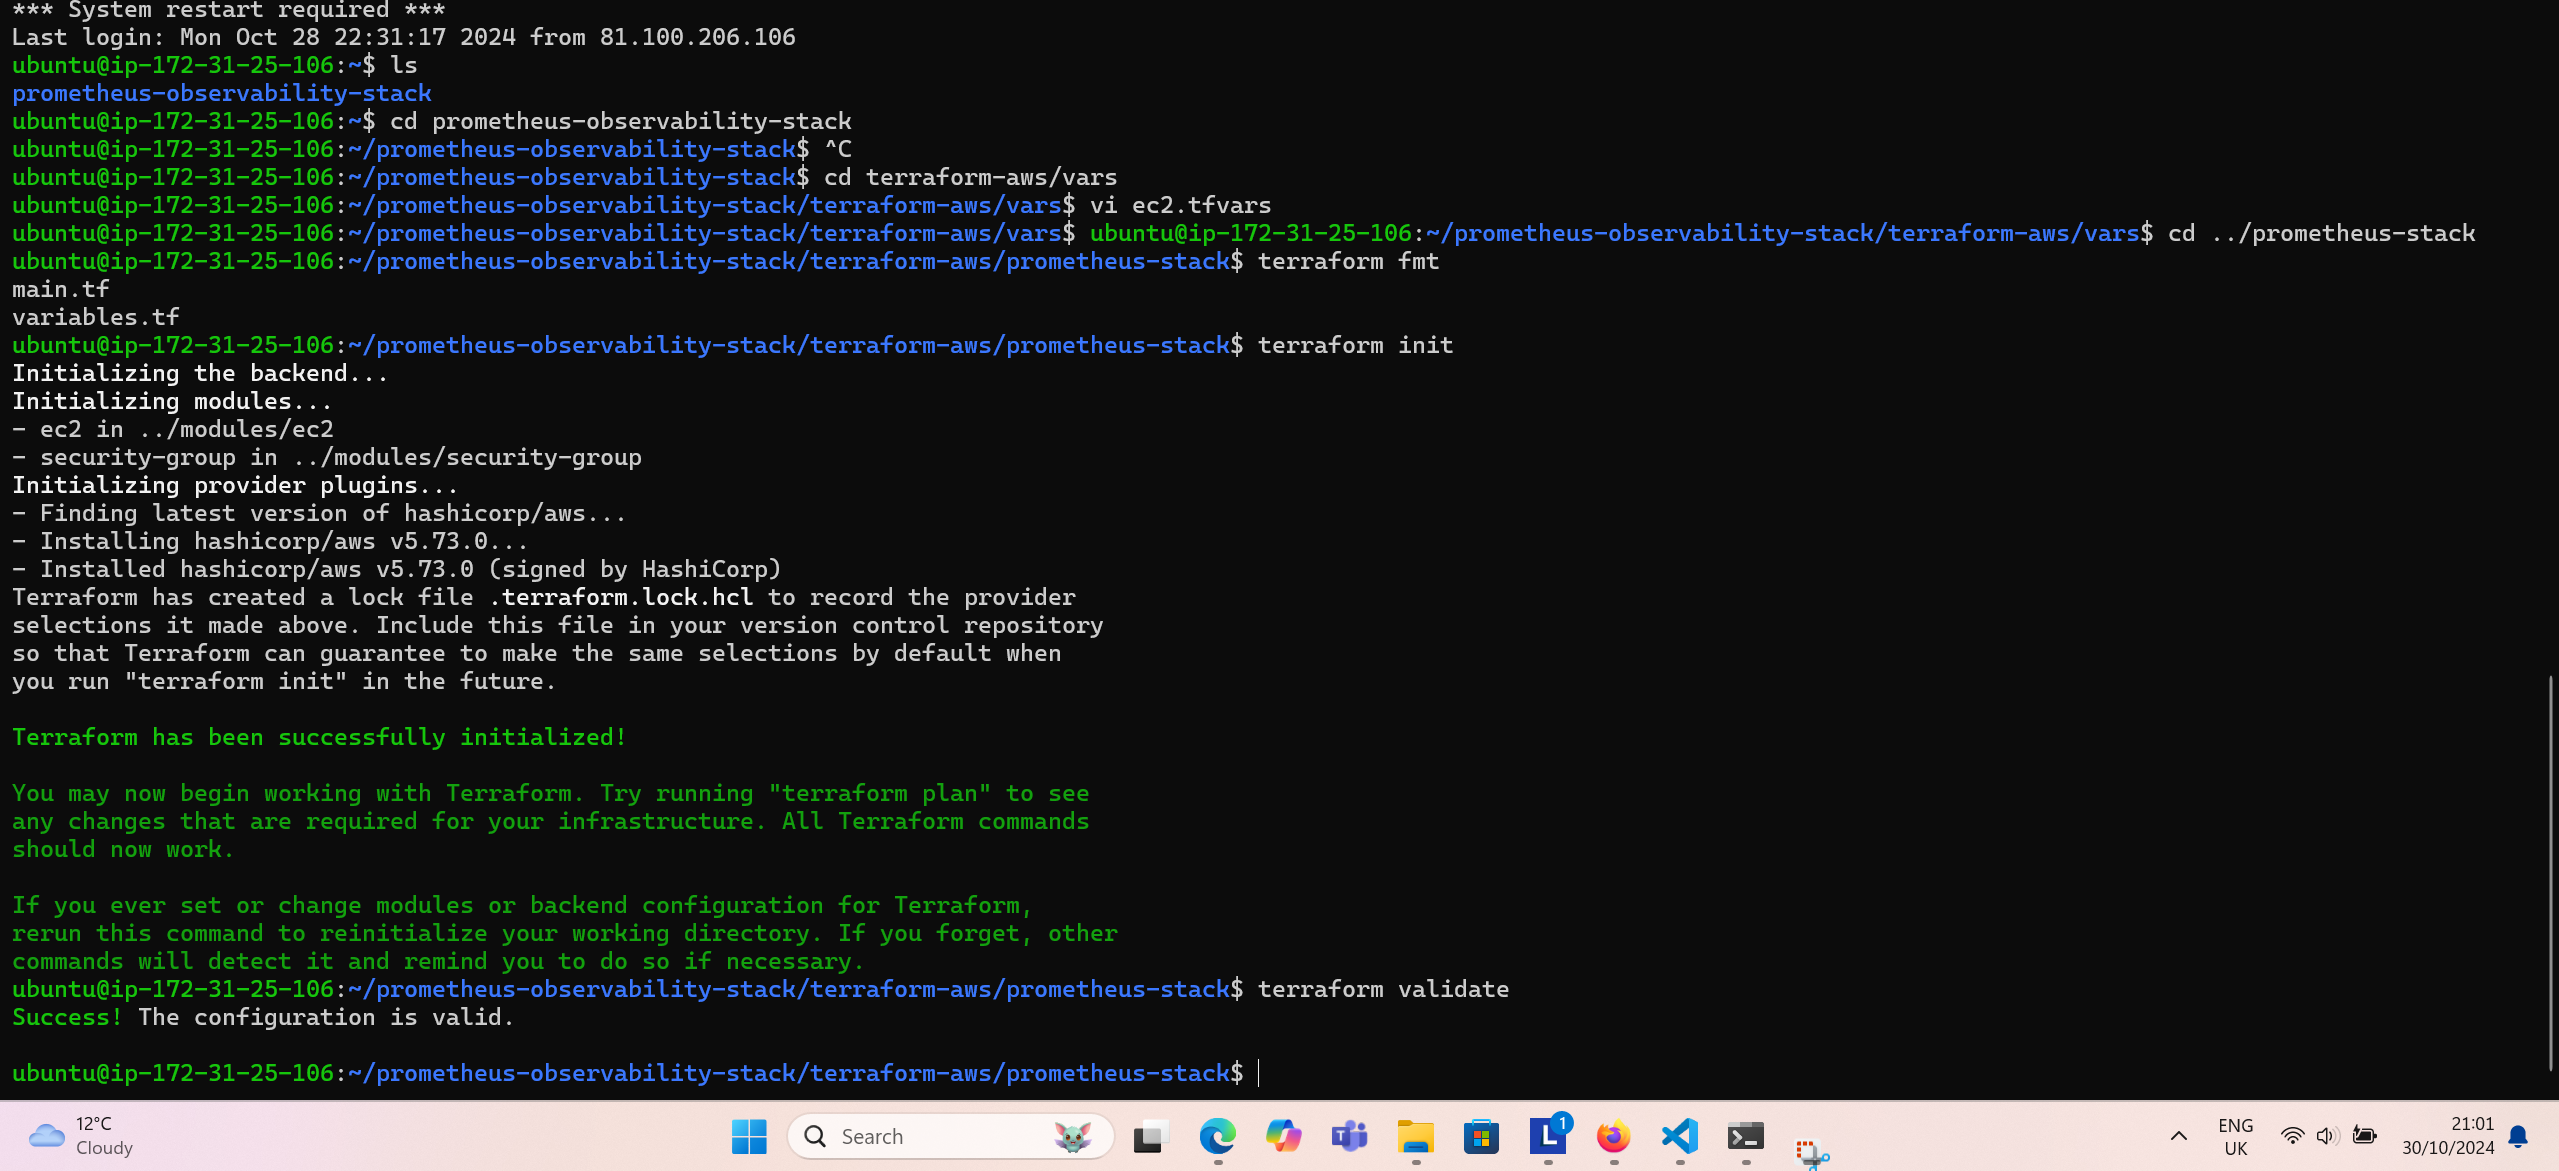 *** System restart required ***
Last login: Mon Oct 28 22:31:17 2024 from 81.100.206.106
ubuntu@ip-172-31-25-106:~$ ls
prometheus-observability-stack
ubuntu@ip-172-31-25-106:~$ cd prometheus-observability-stack
ubuntu@ip-172-31-25-106:~/prometheus-observability-stack$ ^C
ubuntu@ip-172-31-25-106:~/prometheus-observability-stack$ cd terraform-aws/vars
ubuntu@ip-172-31-25-106:~/prometheus-observability-stack/terraform-aws/vars$ vi ec2.tfvars
ubuntu@ip-172-31-25-106:~/prometheus-observability-stack/terraform-aws/vars$ ubuntu@ip-172-31-25-106:~/prometheus-observability-stack/terraform-aws/vars$ cd ../prometheus-stack
ubuntu@ip-172-31-25-106:~/prometheus-observability-stack/terraform-aws/prometheus-stack$ terraform fmt
main.tf
variables.tf
ubuntu@ip-172-31-25-106:~/prometheus-observability-stack/terraform-aws/prometheus-stack$ terraform init
Initializing the backend...
Initializing modules...
- ec2 in ../modules/ec2
- security-group in ../modules/security-group
Initializing provider plugins...
- Finding latest version of hashicorp/aws...
- Installing hashicorp/aws v5.73.0...
- Installed hashicorp/aws v5.73.0 (signed by HashiCorp)
Terraform has created a lock file .terraform.lock.hcl to record the provider
selections it made above. Include this file in your version control repository
so that Terraform can guarantee to make the same selections by default when
you run "terraform init" in the future.
Terraform has been successfully initialized!
You may now begin working with Terraform. Try running "terraform plan" to see
any changes that are required for your infrastructure. All Terraform commands
should now work.
If you ever set or change modules or backend configuration for Terraform,
rerun this command to reinitialize your working directory. If you forget, other
commands will detect it and remind you to do so if necessary.
ubuntu@ip-172-31-25-106:~/prometheus-observability-stack/terraform-aws/prometheus-stack$ terraform validate
Success! The configuration is valid.
ubuntu@ip-172-31-25-106:~/prometheus-observability-stack/terraform-aws/prometheus-stack$
12°C
Cloudy
Search
T
L
1
ENG
UK
21:01
30/10/2024